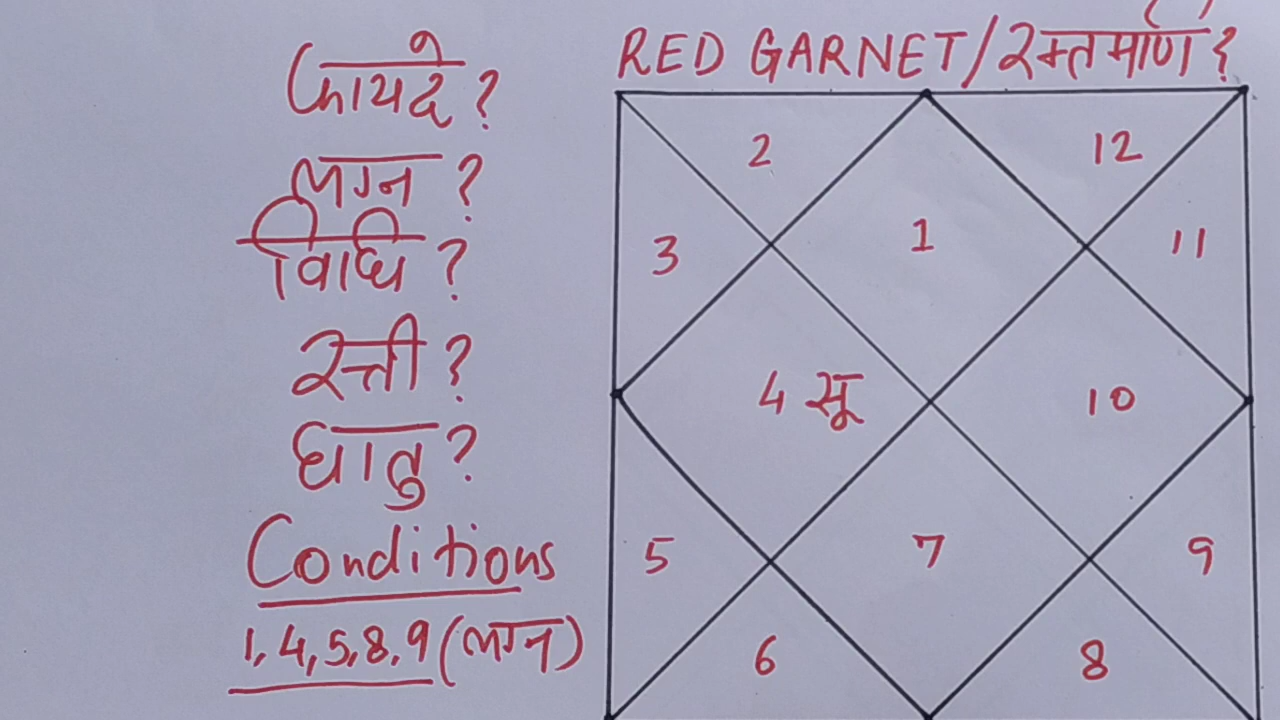 फायदे?
लग्न?
विधि?
रत्ती?
धातु?
Conditions
1, 4, 5, 8, 9 (लग्न)
RED GARNET/रक्तमणि?
2
12
3
1
11
4 सू
10
5
7
9
6
8